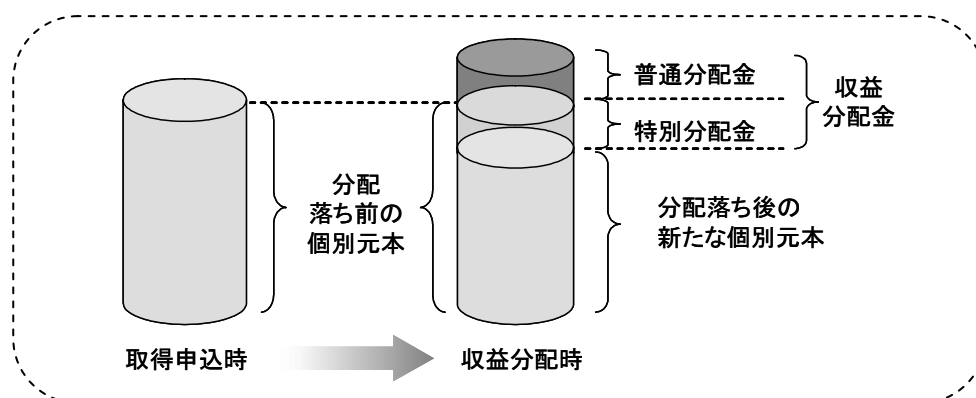 普通分配金
収益
分配金
特別分配金
分配
落ち前の
個別元本
分配落ち後の
新たな個別元本
取得申込時
収益分配時